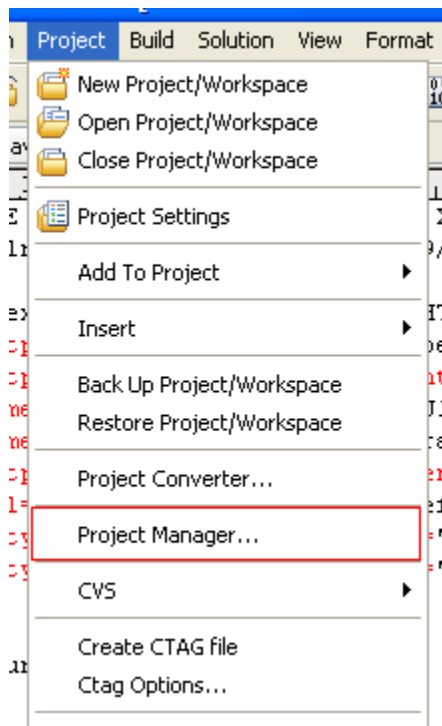 Project Build Solution View Format
New Project/Workspace
Open Project/Workspace
Close Project/Workspace
Project Settings
Add To Project
Insert
Back Up Project/Workspace
Restore Project/Workspace
Project Converter...
Project Manager...
CVS
Create CTAG file
Ctag Options...